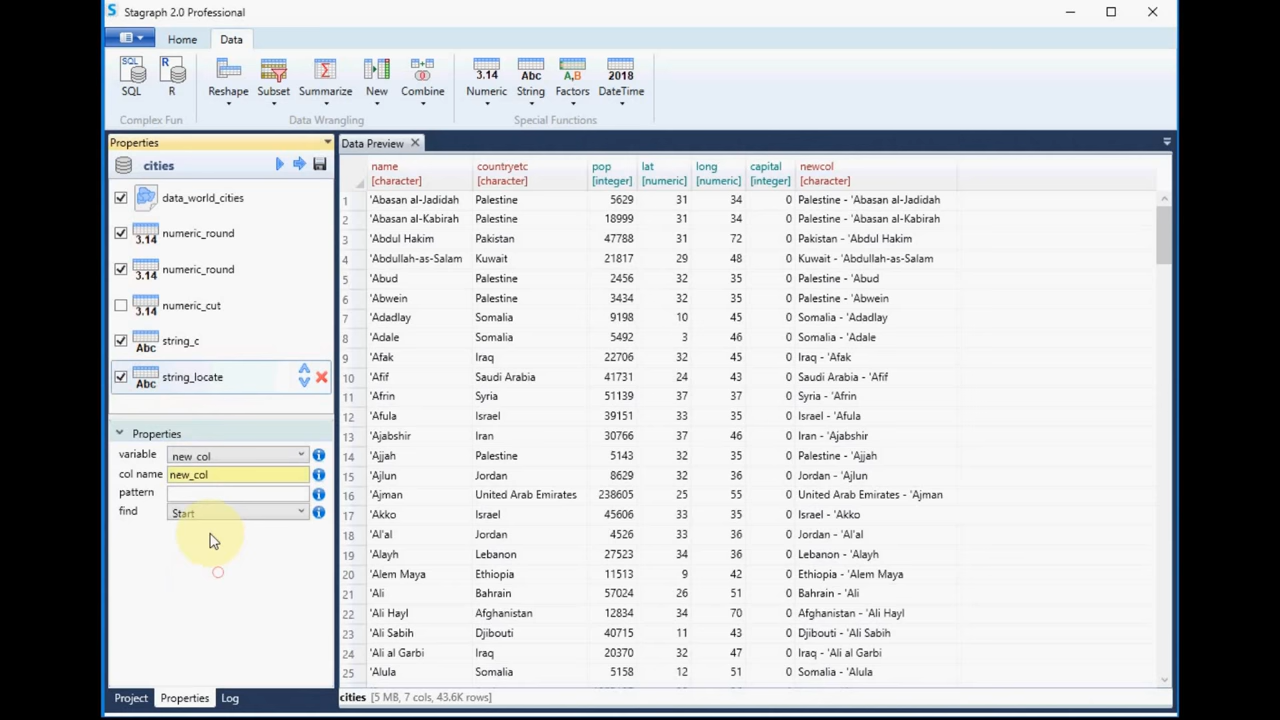 Stagraph 2.0 Professional
Home Data
SQL R Reshape Subset Summarize New Combine 3.14 Numeric Abc String A,B Factors 2018 DateTime
Complex Fun Data Wrangling Special Functions
Properties
cities
data_world_cities
3.14 numeric_round
3.14 numeric_round
3.14 numeric_cut
Abc string_c
Abc string_locate
Properties
variable new_col
col name new_col
pattern
find Start
Project Properties Log
Data Preview
name countryetc pop lat long capital newcol
[character] [character] [integer] [numeric] [numeric] [integer] [character]
1 'Abasan al-Jadidah Palestine 5629 31 34 0 Palestine - 'Abasan al-Jadidah
2 'Abasan al-Kabirah Palestine 18999 31 34 0 Palestine - 'Abasan al-Kabirah
3 'Abdul Hakim Pakistan 47788 31 72 0 Pakistan - 'Abdul Hakim
4 'Abdullah-as-Salam Kuwait 21817 29 48 0 Kuwait - 'Abdullah-as-Salam
5 'Abud Palestine 2456 32 35 0 Palestine - 'Abud
6 'Abwein Palestine 3434 32 35 0 Palestine - 'Abwein
7 'Adadlay Somalia 9198 10 45 0 Somalia - 'Adadlay
8 'Adale Somalia 5492 3 46 0 Somalia - 'Adale
9 'Afak Iraq 22706 32 45 0 Iraq - 'Afak
10 'Afif Saudi Arabia 41731 24 43 0 Saudi Arabia - 'Afif
11 'Afrin Syria 51139 37 37 0 Syria - 'Afrin
12 'Afula Israel 39151 33 35 0 Israel - 'Afula
13 'Ajabshir Iran 30766 37 46 0 Iran - 'Ajabshir
14 'Ajjah Palestine 5143 32 35 0 Palestine - 'Ajjah
15 'Ajlun Jordan 8629 32 36 0 Jordan - 'Ajlun
16 'Ajman United Arab Emirates 238605 25 55 0 United Arab Emirates - 'Ajman
17 'Akko Israel 45606 33 35 0 Israel - 'Akko
18 'Al'al Jordan 4526 33 36 0 Jordan - 'Al'al
19 'Alayh Lebanon 27523 34 36 0 Lebanon - 'Alayh
20 'Alem Maya Ethiopia 11513 9 42 0 Ethiopia - 'Alem Maya
21 'Ali Bahrain 57024 26 51 0 Bahrain - 'Ali
22 'Ali Hayl Afghanistan 12834 34 70 0 Afghanistan - 'Ali Hayl
23 'Ali Sabih Djibouti 40715 11 43 0 Djibouti - 'Ali Sabih
24 'Ali al Garbi Iraq 20370 32 47 0 Iraq - 'Ali al Garbi
25 'Alula Somalia 5158 12 51 0 Somalia - 'Alula
cities [5 MB, 7 cols, 43.6K rows]